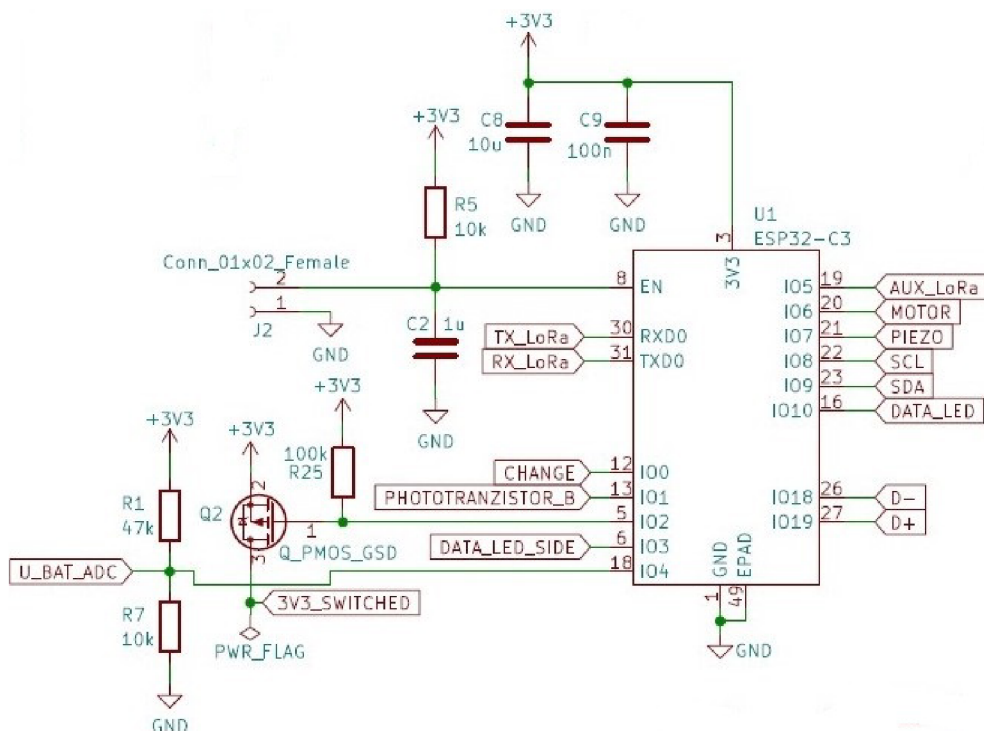 +3V3
+3V3
C8
10u
C9
100n
GND
GND
R5
10k
U1
ESP32-C3
3
3V3
Conn_01x02_Female
2
1
J2
GND
8
EN
C2 1u
GND
TX_LoRa
30
RXD0
RX_LoRa
31
TXD0
IO5
19
AUX_LoRa
IO6
20
MOTOR
IO7
21
PIEZO
IO8
22
SCL
IO9
23
SDA
IO10
16
DATA_LED
+3V3
+3V3
+3V3
100k
R25
R1
47k
Q2
2
1
3
Q_PMOS_GSD
CHANGE
12
IO0
PHOTOTRANZISTOR_B
13
IO1
5
IO2
DATA_LED_SIDE
6
IO3
18
IO4
IO18
26
D-
IO19
27
D+
U_BAT_ADC
3V3_SWITCHED
R7
10k
PWR_FLAG
GND
GND
EPAD
1
49
GND